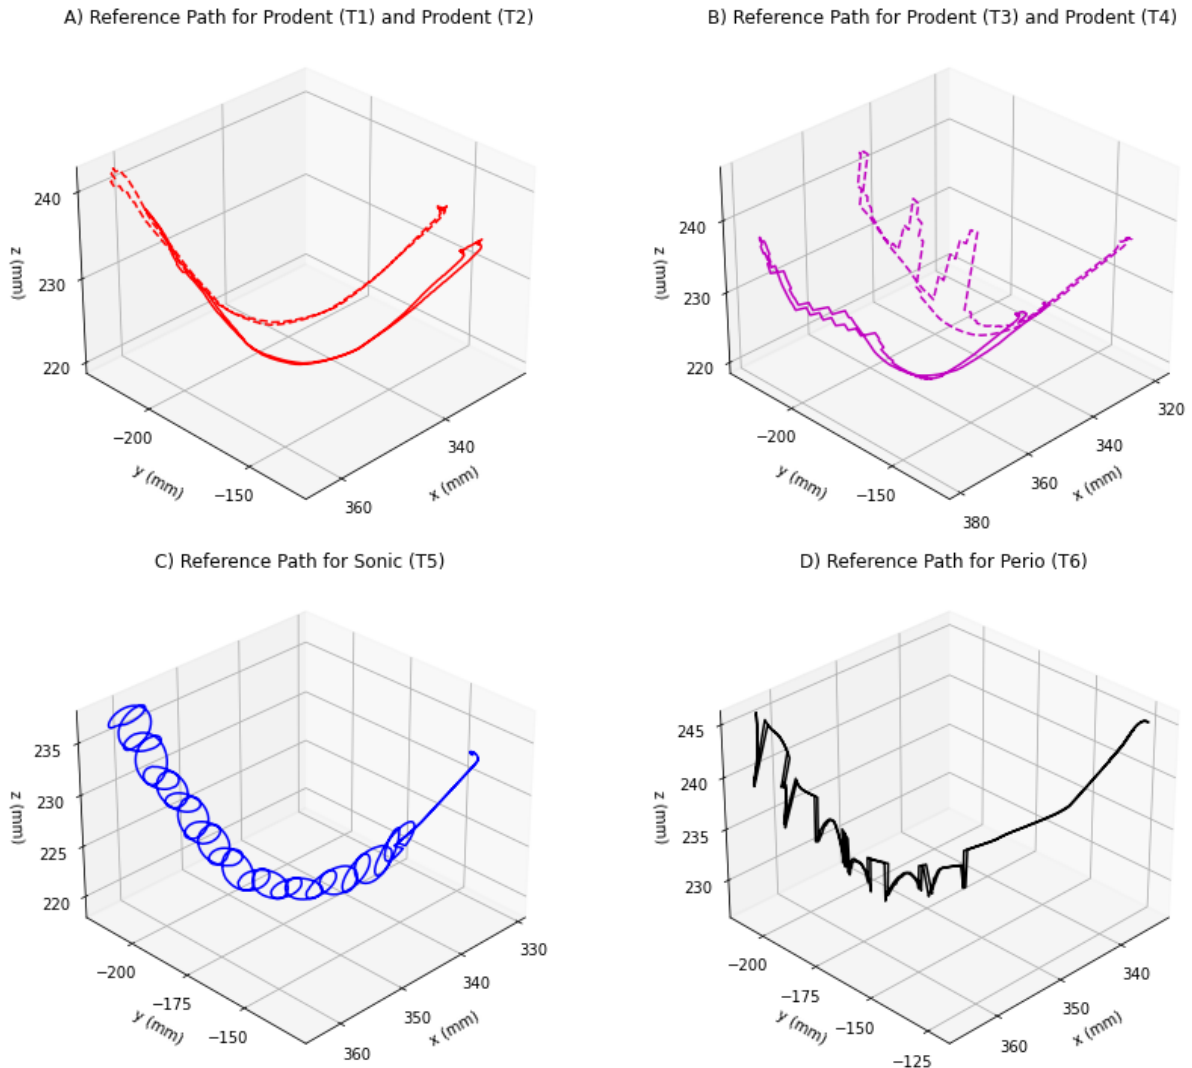 A) Reference Path for Prodent (T1) and Prodent (T2)
B) Reference Path for Prodent (T3) and Prodent (T4)
240
230
220
z (mm)
−200
−150
y (mm)
340
360
x (mm)
240
230
220
z (mm)
−200
−150
y (mm)
320
340
360
380
x (mm)
C) Reference Path for Sonic (T5)
D) Reference Path for Perio (T6)
235
230
225
220
z (mm)
−200
−175
−150
y (mm)
330
340
350
360
x (mm)
245
240
235
230
z (mm)
−200
−175
−150
−125
y (mm)
340
350
360
x (mm)